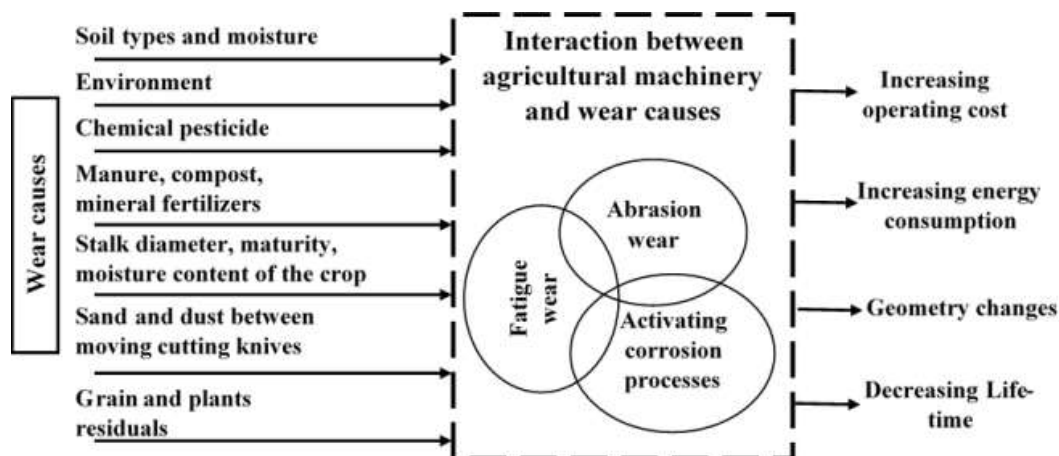 Wear causes
Soil types and moisture
Environment
Chemical pesticide
Manure, compost,
mineral fertilizers
Stalk diameter, maturity,
moisture content of the crop
Sand and dust between
moving cutting knives
Grain and plants
residuals
Interaction between
agricultural machinery
and wear causes
Abrasion
wear
Fatigue
wear
Activating
corrosion
processes
Increasing
operating cost
Increasing energy
consumption
Geometry changes
Decreasing Life-
time